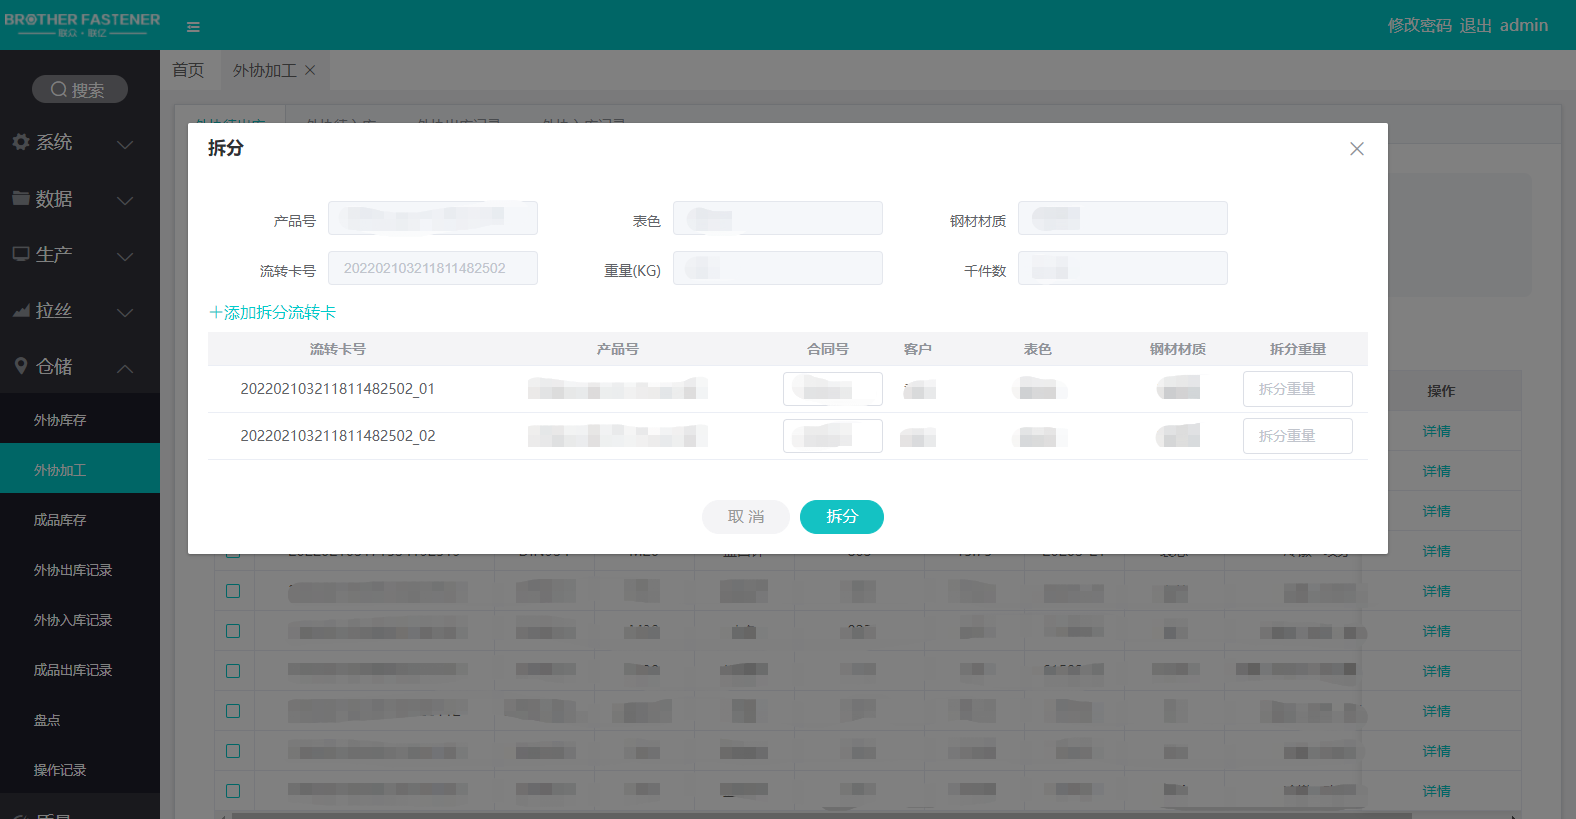 BROTHER FASTENER
联众·联亿
修改密码 退出 admin
首页 外协加工
搜索
系统
数据
生产
拉丝
仓储
外协库存
外协加工
成品库存
外协出库记录
外协入库记录
成品出库记录
盘点
操作记录
拆分
产品号 表色 钢材材质
流转卡号 202202103211811482502 重量(KG) 千件数
添加拆分流转卡
流转卡号 产品号 合同号 客户 表色 钢材材质 拆分重量
202202103211811482502_01 拆分重量
202202103211811482502_02 拆分重量
取 消 拆分
操作
详情
详情
详情
详情
详情
详情
详情
详情
详情
详情